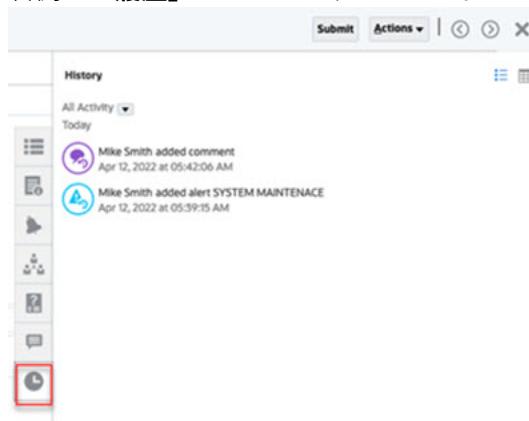 Submit Actions
History
All Activity
Today
Mike Smith added comment
Apr 12, 2022 at 05:42:06 AM
Mike Smith added alert SYSTEM MAINTENACE
Apr 12, 2022 at 05:39:15 AM